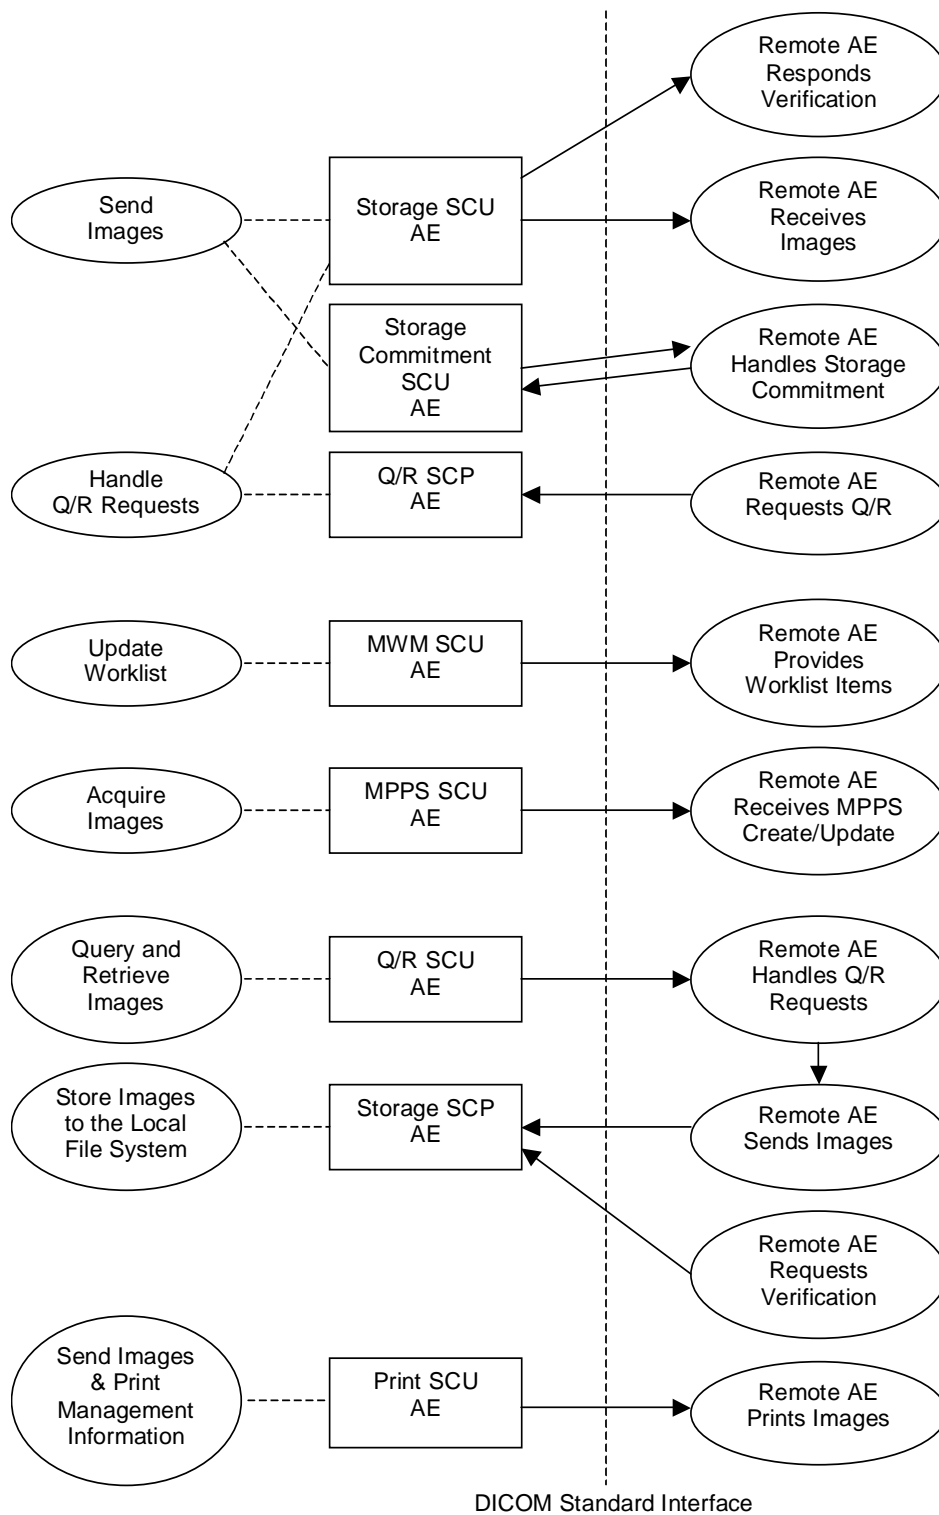 Remote AE
Responds
Verification
Send
Images
Storage SCU
AE
Remote AE
Receives
Images
Storage
Commitment
SCU
AE
Remote AE
Handles Storage
Commitment
Handle
Q/R Requests
Q/R SCP
AE
Remote AE
Requests Q/R
Update
Worklist
MWM SCU
AE
Remote AE
Provides
Worklist Items
Acquire
Images
MPPS SCU
AE
Remote AE
Receives MPPS
Create/Update
Query and
Retrieve
Images
Q/R SCU
AE
Remote AE
Handles Q/R
Requests
Store Images
to the Local
File System
Storage SCP
AE
Remote AE
Sends Images
Remote AE
Requests
Verification
Send Images
& Print
Management
Information
Print SCU
AE
Remote AE
Prints Images
DICOM Standard Interface